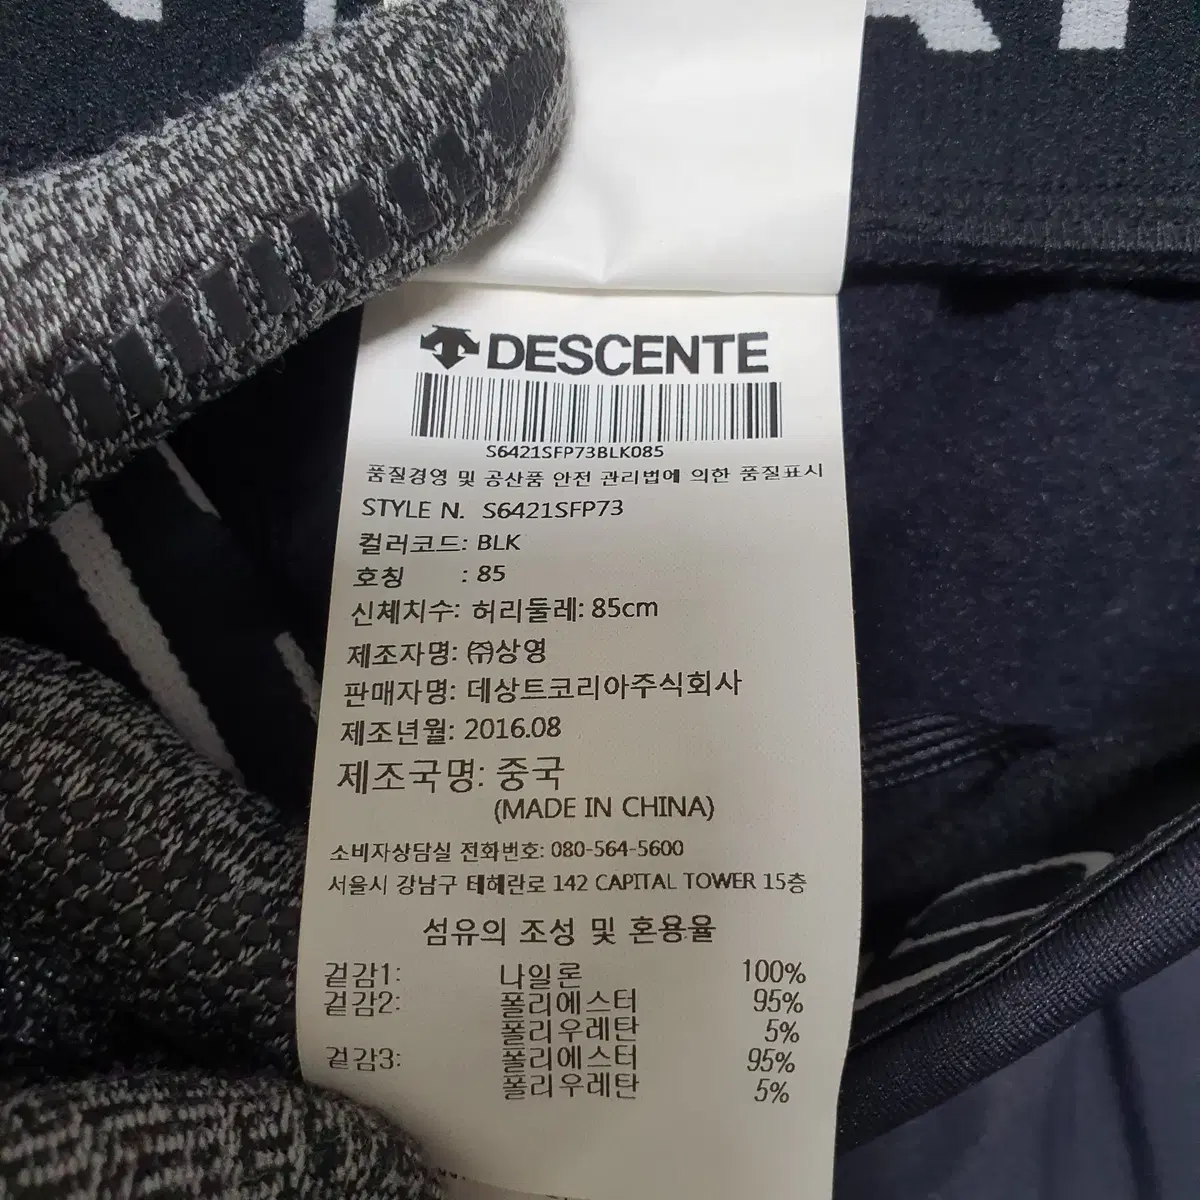 DESCENTE
S6421SFP73BLK085
품질경영 및 공산품 안전 관리법에 의한 품질표시
STYLE N. S6421SFP73
컬러코드: BLK
호칭 : 85
신체치수: 허리둘레: 85cm
제조자명: ㈜상영
판매자명: 데상트코리아주식회사
제조년월: 2016.08
제조국명: 중국
(MADE IN CHINA)
소비자상담실 전화번호: 080-564-5600
서울시 강남구 테헤란로 142 CAPITAL TOWER 15층
섬유의 조성 및 혼용율
겉감1: 나일론 100%
겉감2: 폴리에스터 95%
폴리우레탄 5%
겉감3: 폴리에스터 95%
폴리우레탄 5%